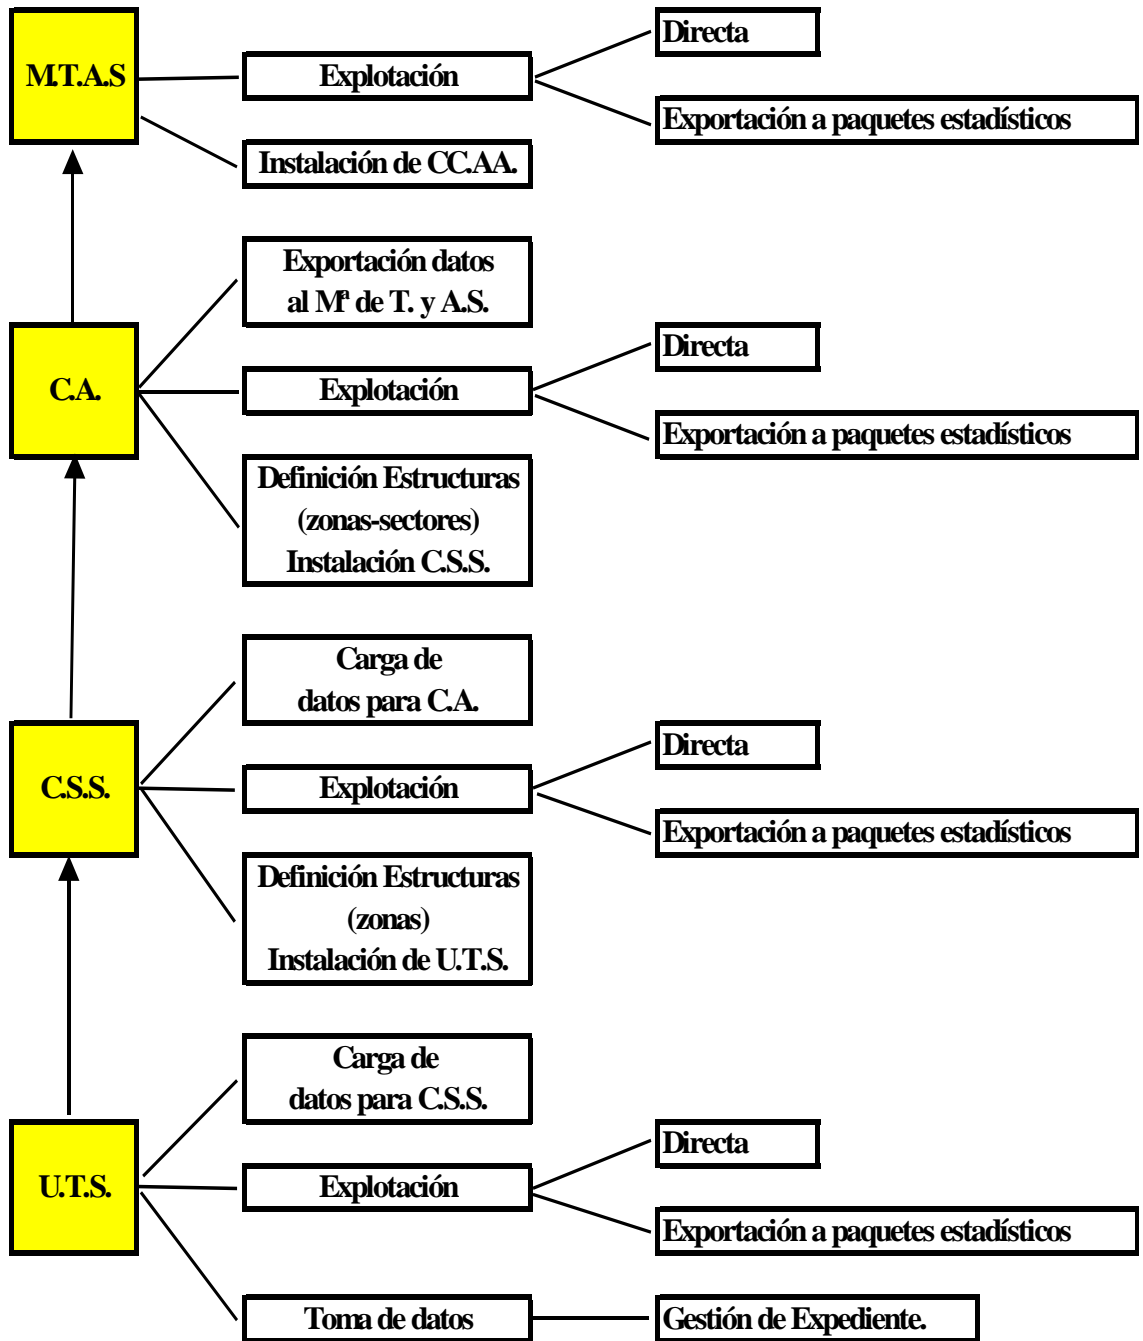 Directa
M.T.A.S
Explotación
Exportación a paquetes estadísticos
Instalación de CC.AA.
Exportación datos
al Mª de T. y A.S.
Directa
C.A.
Explotación
Exportación a paquetes estadísticos
Definición Estructuras
(zonas-sectores)
Instalación C.S.S.
Carga de
datos para C.A.
Directa
C.S.S.
Explotación
Exportación a paquetes estadísticos
Definición Estructuras
(zonas)
Instalación de U.T.S.
Carga de
datos para C.S.S.
Directa
U.T.S.
Explotación
Exportación a paquetes estadísticos
Toma de datos
Gestión de Expediente.